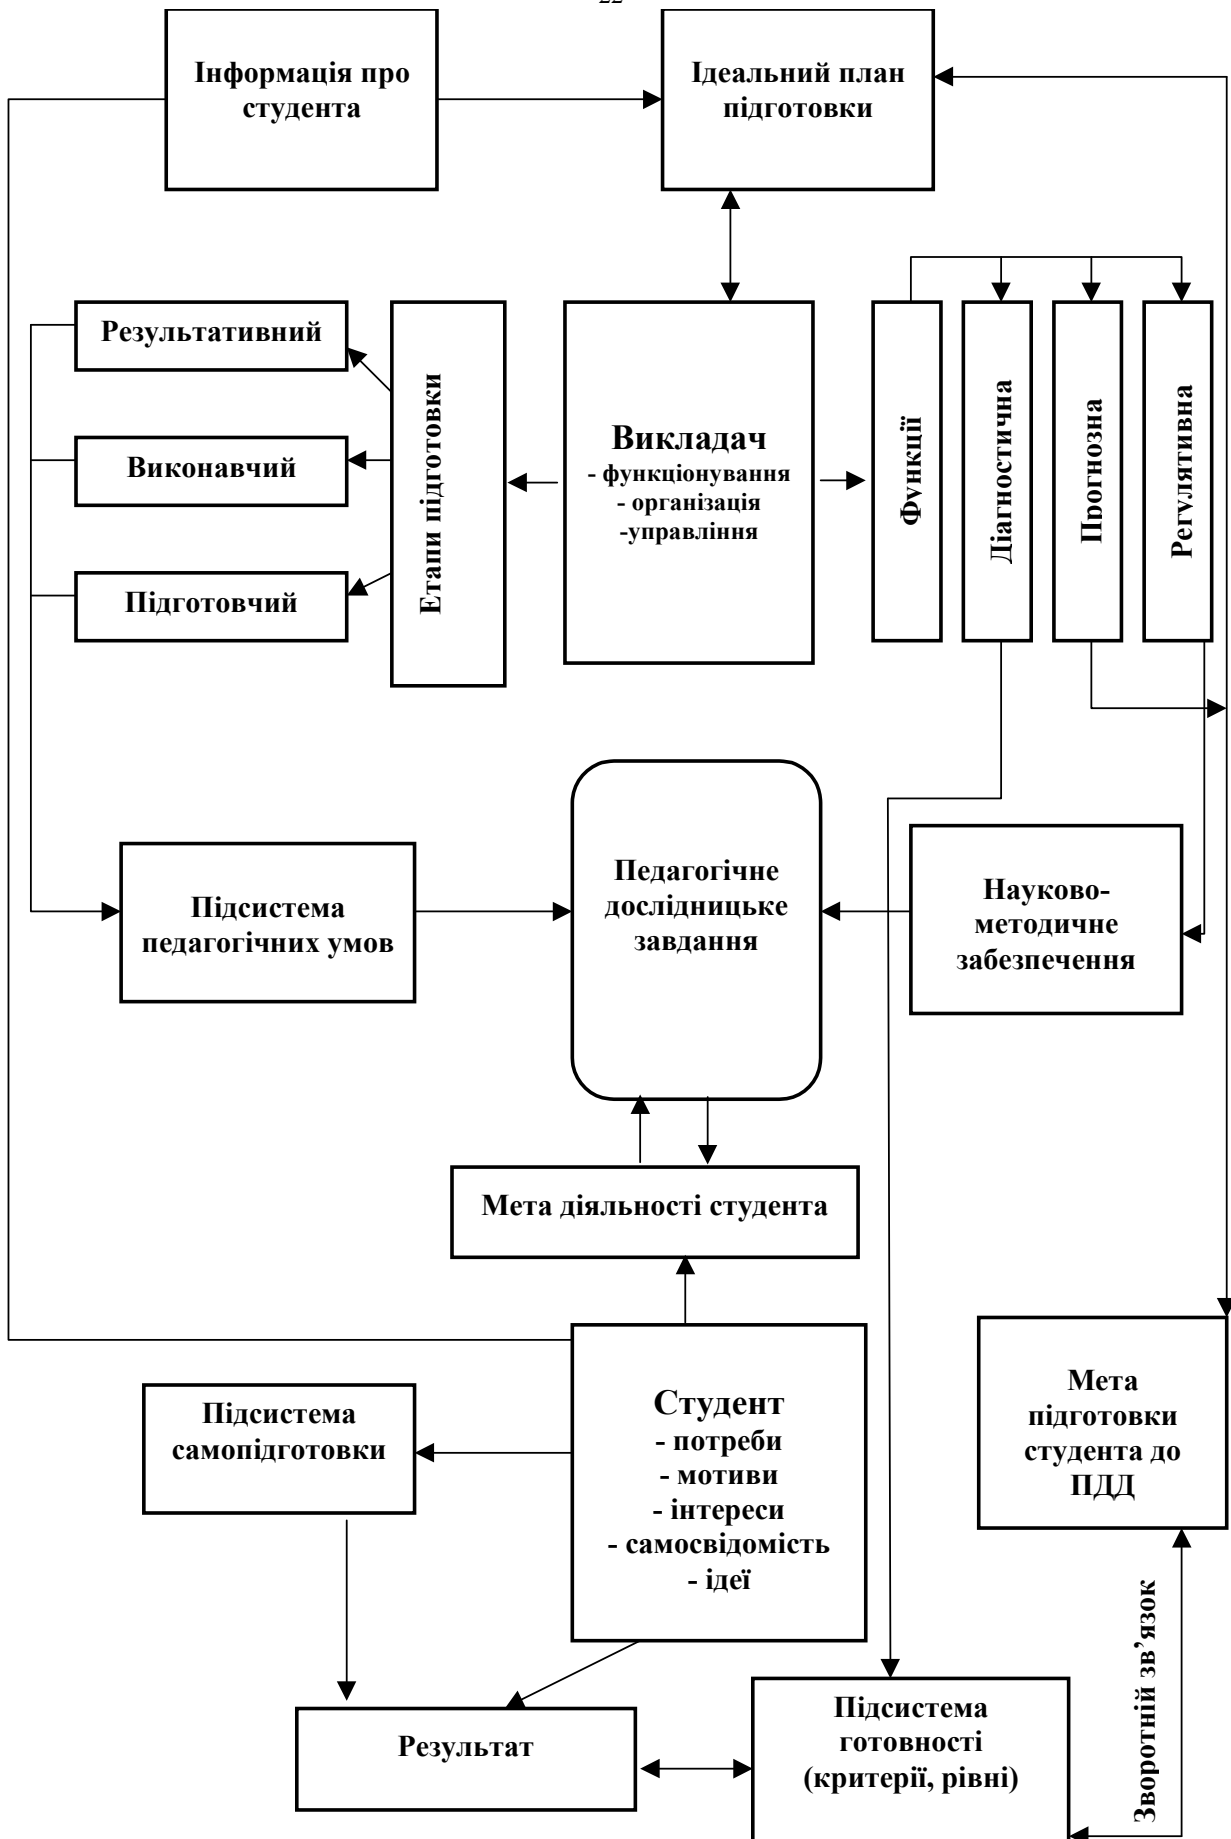 22
Інформація про
студента
Ідеальний план
підготовки
Результативний
Виконавчий
Підготовчий
Етапи підготовки
Викладач
- функціонування
- організація
-управління
Функції
Діагностична
Прогнозна
Регулятивна
Підсистема
педагогічних умов
Педагогічне
дослідницьке
завдання
Науково-
методичне
забезпечення
Мета діяльності студента
Підсистема
самопідготовки
Студент
- потреби
- мотиви
- інтереси
- самосвідомість
- ідеї
Мета
підготовки
студента до
ПДД
Зворотній зв’язок
Результат
Підсистема
готовності
(критерії, рівні)